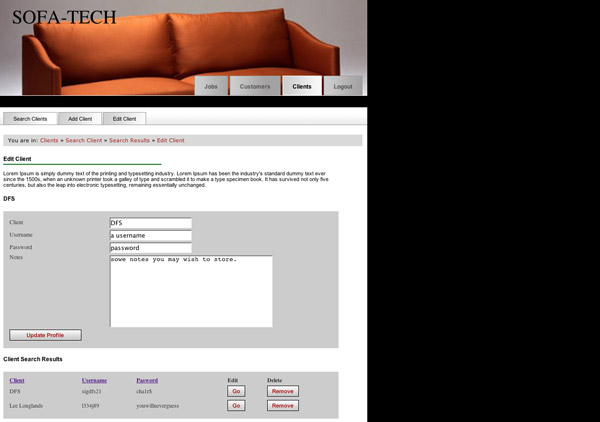 SOFA-TECH
Jobs Customers Clients Logout
Search Clients Add Client Edit Client
You are in: Clients » Search Client » Search Results » Edit Client
Edit Client
Lorem Ipsum is simply dummy text of the printing and typesetting industry. Lorem Ipsum has been the industry's standard dummy text ever
since the 1500s, when an unknown printer took a galley of type and scrambled it to make a type specimen book. It has survived not only five
centuries, but also the leap into electronic typesetting, remaining essentially unchanged.
DFS
Client DFS
Username a username
Password password
Notes some notes you may wish to store.
Update Profile
Client Search Results
Client Username Pasword Edit Delete
DFS sigdfs21 cha1r$ Go Remove
Lee Longlands l334j89 youwillneverguess Go Remove